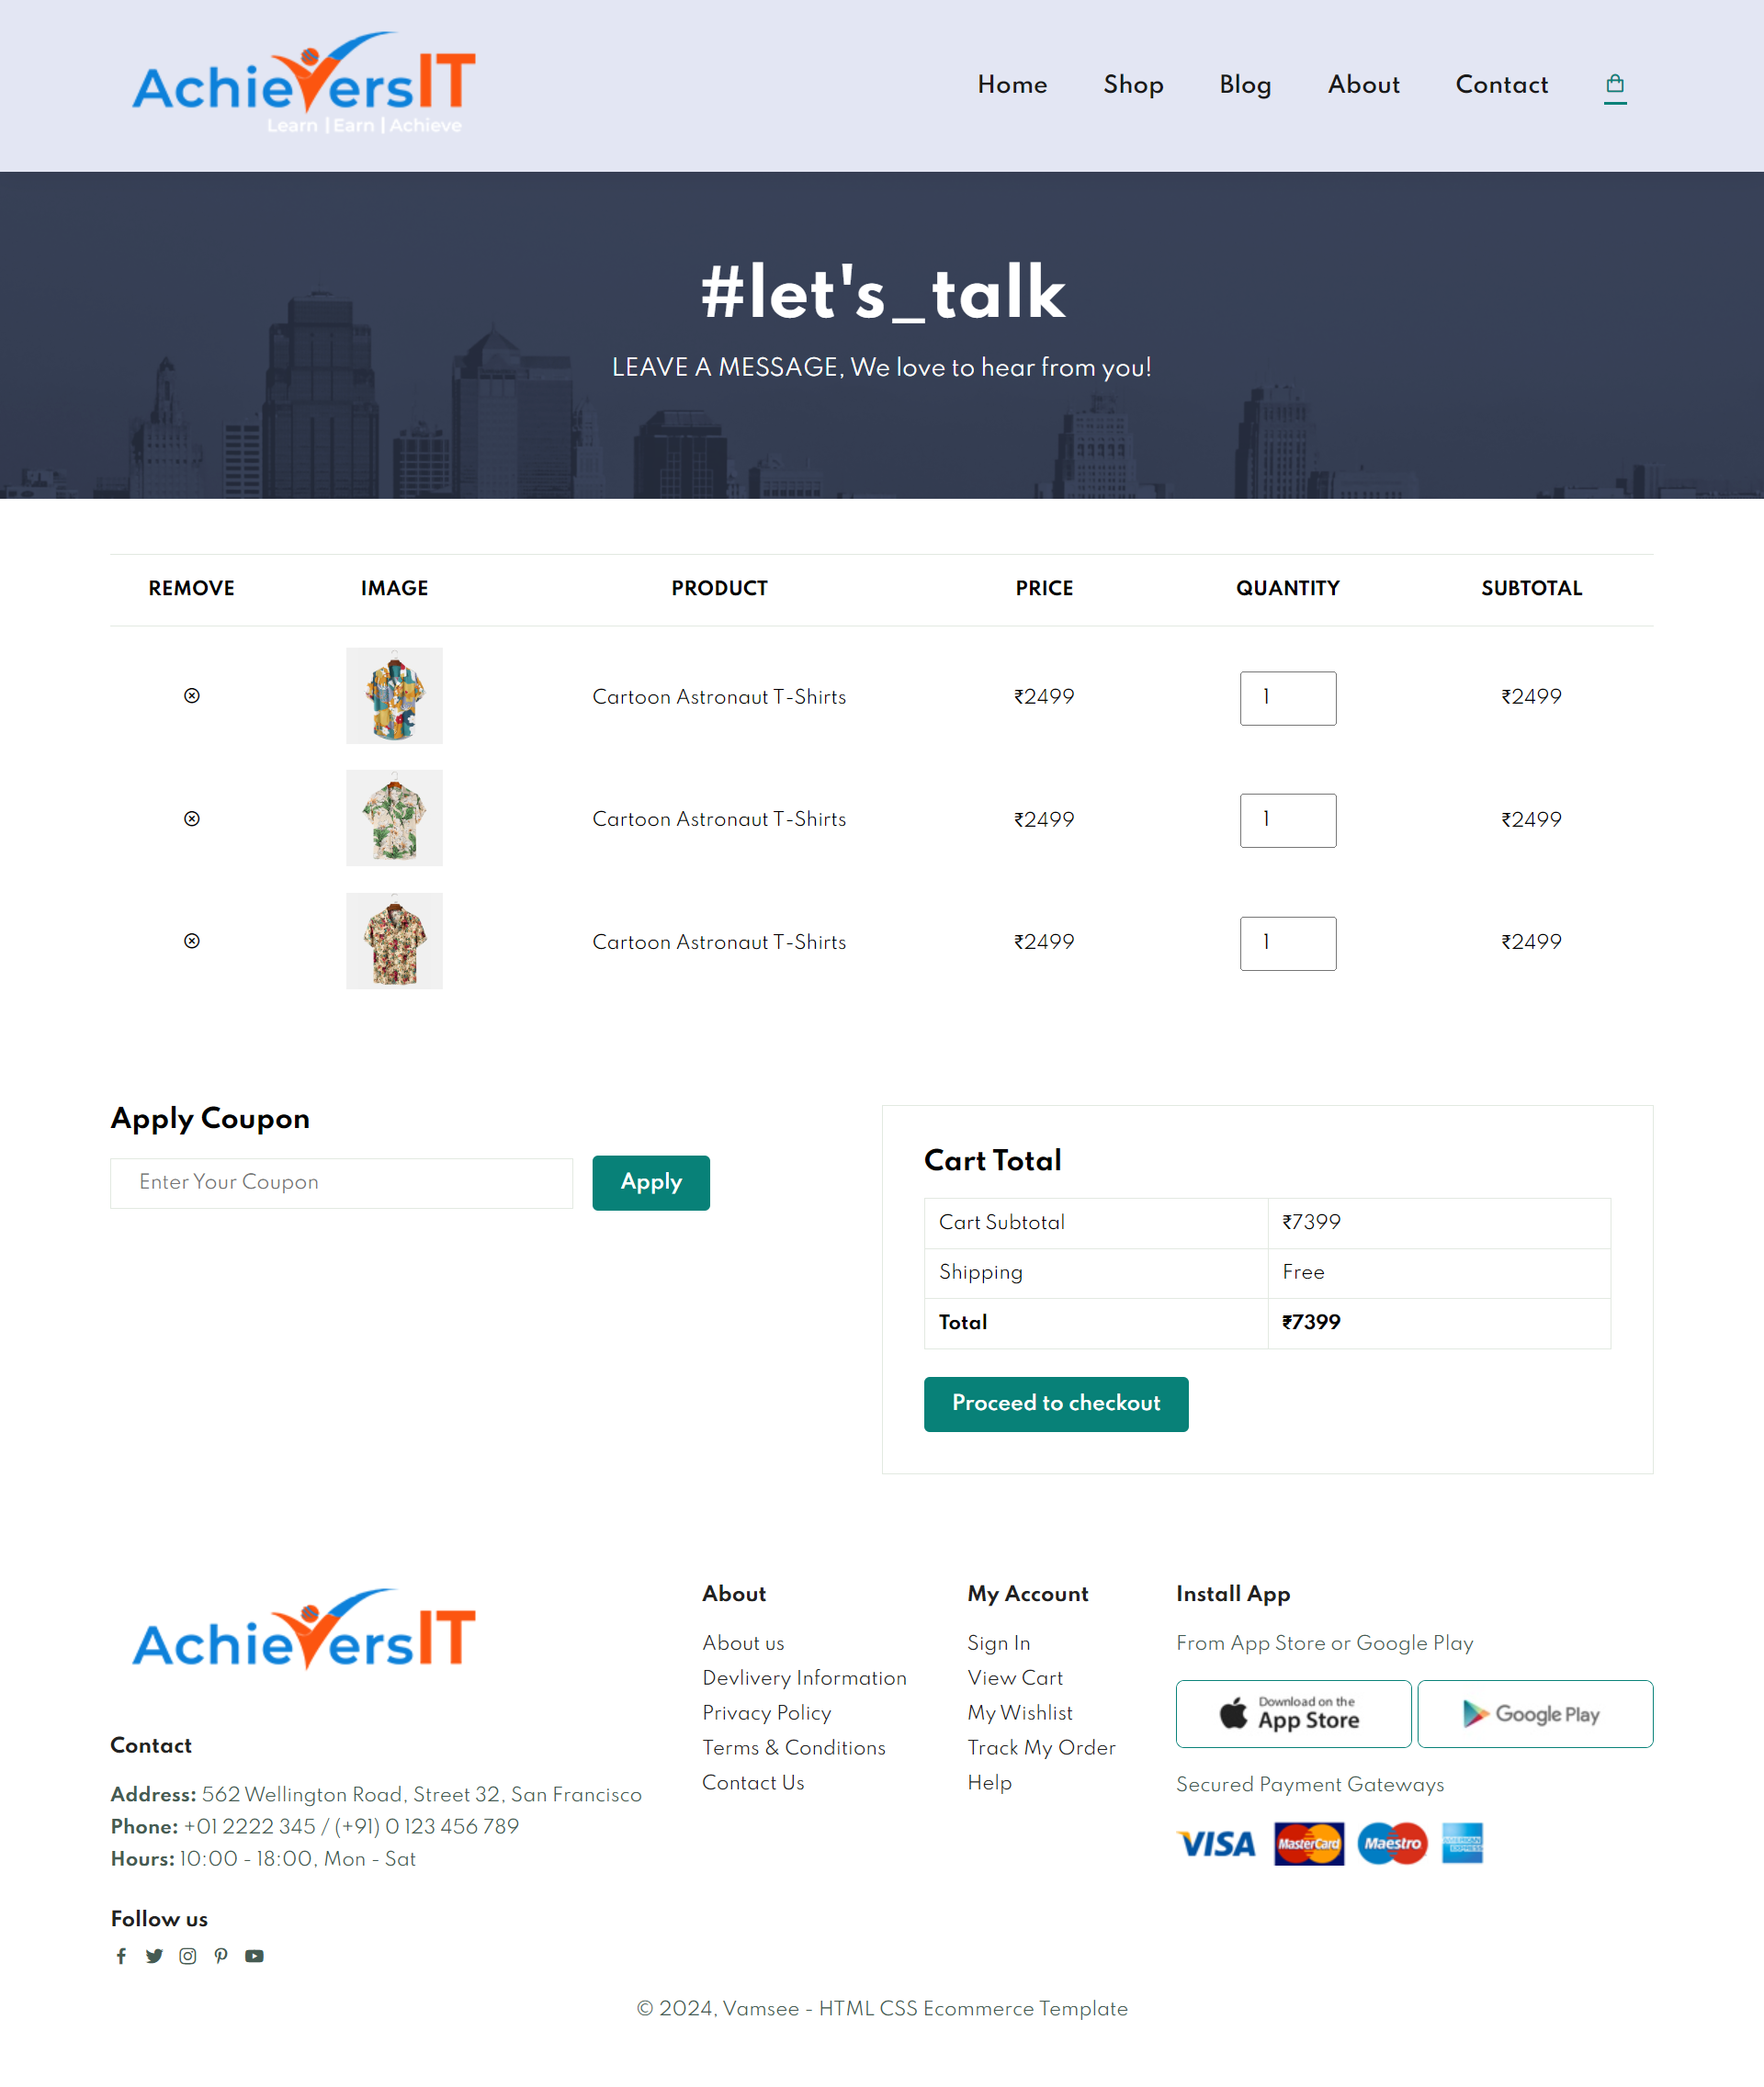 AchieversIT
Learn | Earn | Achieve
Home Shop Blog About Contact
#let's_talk
LEAVE A MESSAGE, We love to hear from you!
REMOVE IMAGE PRODUCT PRICE QUANTITY SUBTOTAL
Cartoon Astronaut T-Shirts ₹2499 1 ₹2499
Cartoon Astronaut T-Shirts ₹2499 1 ₹2499
Cartoon Astronaut T-Shirts ₹2499 1 ₹2499
Apply Coupon
Enter Your Coupon Apply
Cart Total
Cart Subtotal ₹7399
Shipping Free
Total ₹7399
Proceed to checkout
AchieversIT
Contact
Address: 562 Wellington Road, Street 32, San Francisco
Phone: +01 2222 345 / (+91) 0 123 456 789
Hours: 10:00 - 18:00, Mon - Sat
Follow us
About
About us
Devlivery Information
Privacy Policy
Terms & Conditions
Contact Us
My Account
Sign In
View Cart
My Wishlist
Track My Order
Help
Install App
From App Store or Google Play
Download on the
App Store
Google Play
Secured Payment Gateways
VISA MasterCard Maestro AMERICAN EXPRESS
© 2024, Vamsee - HTML CSS Ecommerce Template